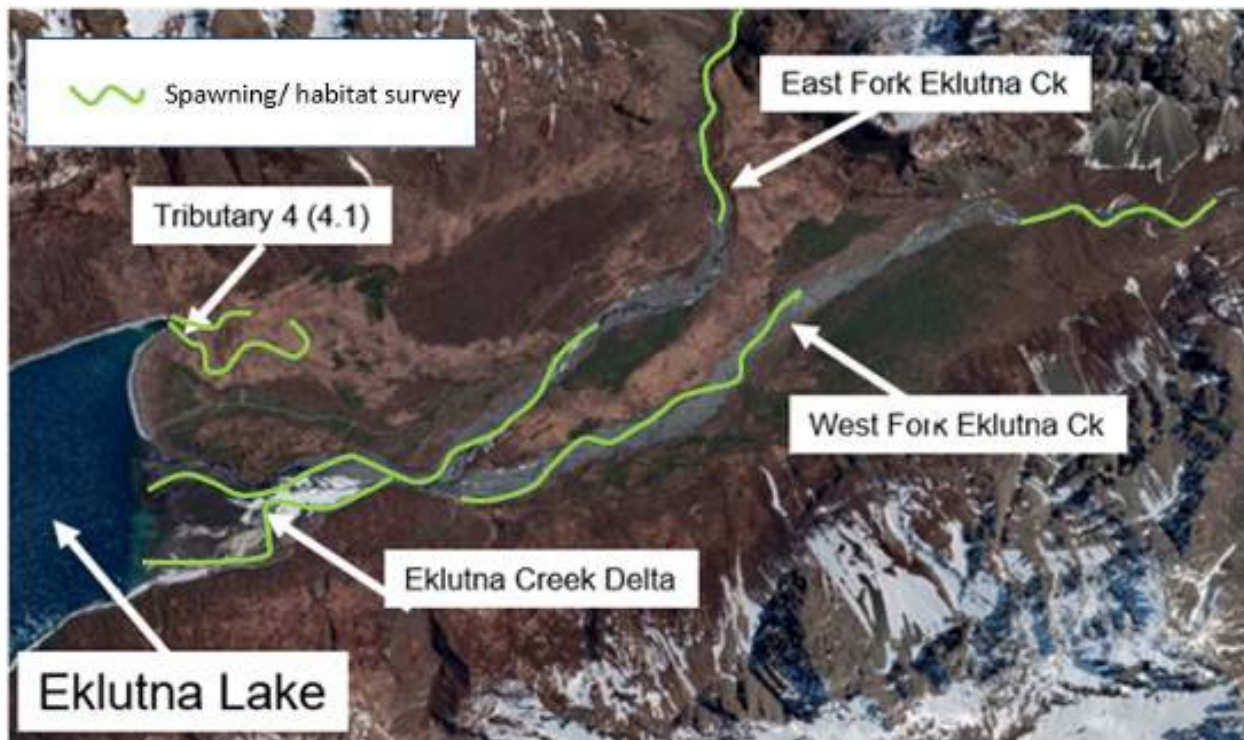 Spawning/ habitat survey
East Fork Eklutna Ck
Tributary 4 (4.1)
West Fork Eklutna Ck
Eklutna Creek Delta
Eklutna Lake